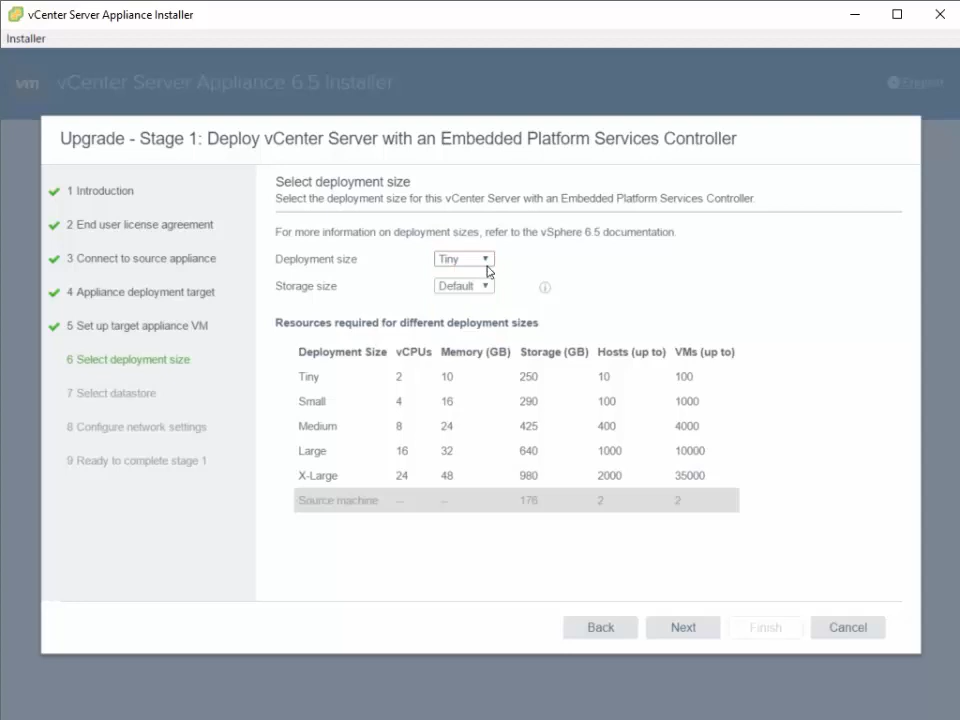 vCenter Server Appliance Installer
Installer
vm vCenter Server Appliance 6.5 Installer
Upgrade - Stage 1: Deploy vCenter Server with an Embedded Platform Services Controller
1 Introduction
2 End user license agreement
3 Connect to source appliance
4 Appliance deployment target
5 Set up target appliance VM
6 Select deployment size
7 Select datastore
8 Configure network settings
9 Ready to complete stage 1
Select deployment size
Select the deployment size for this vCenter Server with an Embedded Platform Services Controller.
For more information on deployment sizes, refer to the vSphere 6.5 documentation.
Deployment size Tiny
Storage size Default
Resources required for different deployment sizes
Deployment Size vCPUs Memory (GB) Storage (GB) Hosts (up to) VMs (up to)
Tiny 2 10 250 10 100
Small 4 16 290 100 1000
Medium 8 24 425 400 4000
Large 16 32 640 1000 10000
X-Large 24 48 980 2000 35000
Source machine -- -- 176 2 2
Back Next Finish Cancel